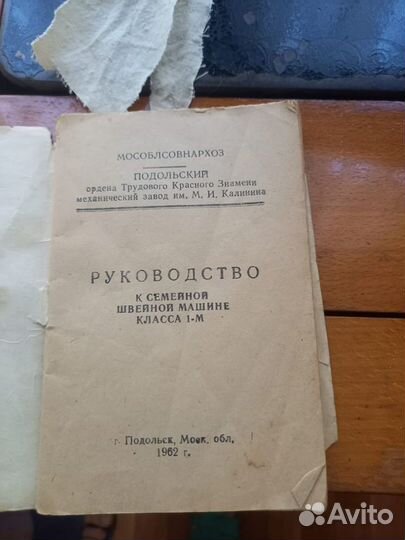 МОСОБЛСОВНАРХОЗ
ПОДОЛЬСКИЙ
ордена Трудового Красного Знамени
механический завод им. М. И. Калинина
РУКОВОДСТВО
К СЕМЕЙНОЙ
ШВЕЙНОЙ МАШИНЕ
КЛАССА 1-М
г. Подольск, Моск. обл.
1962 г.
Avito